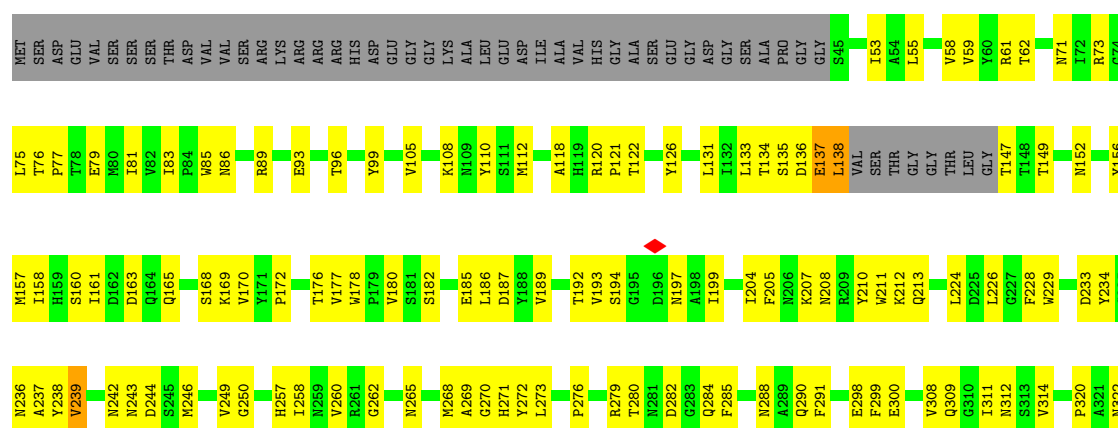 MET SER ASP GLU VAL SER SER SER THR ASP VAL VAL SER ARG LYS ARG ARG ARG ARG HIS ASP GLU GLY GLY LYS ALA LEU GLU ASP ILE ALA VAL HIS GLY ALA SER GLU GLY ASP GLY SER ALA PRO GLY GLY S45 I53 A54 L55 V58 V59 Y60 R61 T62 N71 I72 R73 G74
L75 T76 P77 T78 E79 M80 I81 V82 I83 P84 W85 N86 R89 E93 T96 Y99 V105 K108 N109 Y110 S111 M112 A118 H119 R120 P121 T122 Y126 L131 I132 L133 T134 S135 D136 E137 L138 VAL SER THR GLY GLY THR LEU GLY T147 T148 T149 N152 Y156
M157 I158 H159 S160 I161 D162 D163 Q164 Q165 S168 K169 V170 Y171 P172 T176 V177 W178 P179 V180 S181 S182 E185 L186 D187 Y188 V189 T192 V193 S194 G195 D196 N197 A198 I199 I204 F205 N206 K207 N208 R209 Y210 W211 K212 Q213 L224 D225 L226 G227 F228 W229 D233 Y234
N236 A237 Y238 V239 N242 N243 D244 S245 M246 V249 G250 H257 I258 N259 V260 R261 G262 N265 M268 A269 G270 H271 Y272 L273 P276 R279 T280 N281 D282 G283 Q284 F285 N288 A289 Q290 F291 E298 F299 E300 V308 Q309 G310 I311 N312 S313 V314 P320 A321 N322